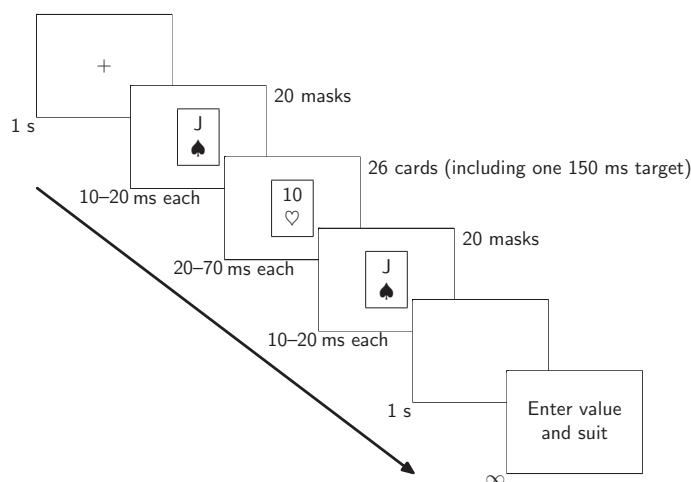 +
1 s
J
♠
20 masks
10–20 ms each
10
♡
26 cards (including one 150 ms target)
20–70 ms each
J
♠
20 masks
10–20 ms each
1 s
Enter value
and suit
∞